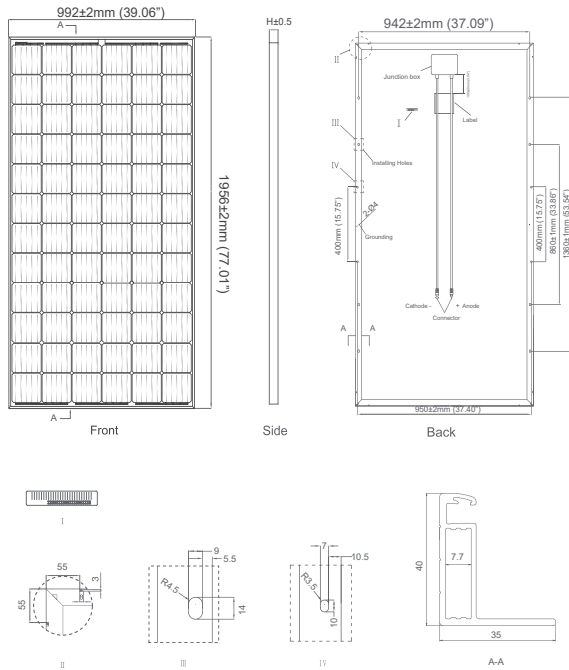 992±2mm (39.06")
A
H±0.5
942±2mm (37.09")
II
Junction box
Label
I
III
Installing Holes
IV
2-Ø4
Grounding
400mm (15.75")
1956±2mm (77.01")
400mm (15.75")
860±1mm (33.86")
1360±1mm (53.54")
Cathode - + Anode
Connector
A A
A
950±2mm (37.40")
Front
Side
Back
I
55
3
55
II
9
5.5
R4.5
14
III
7
10.5
R3.5
10
IV
40
7.7
35
A-A